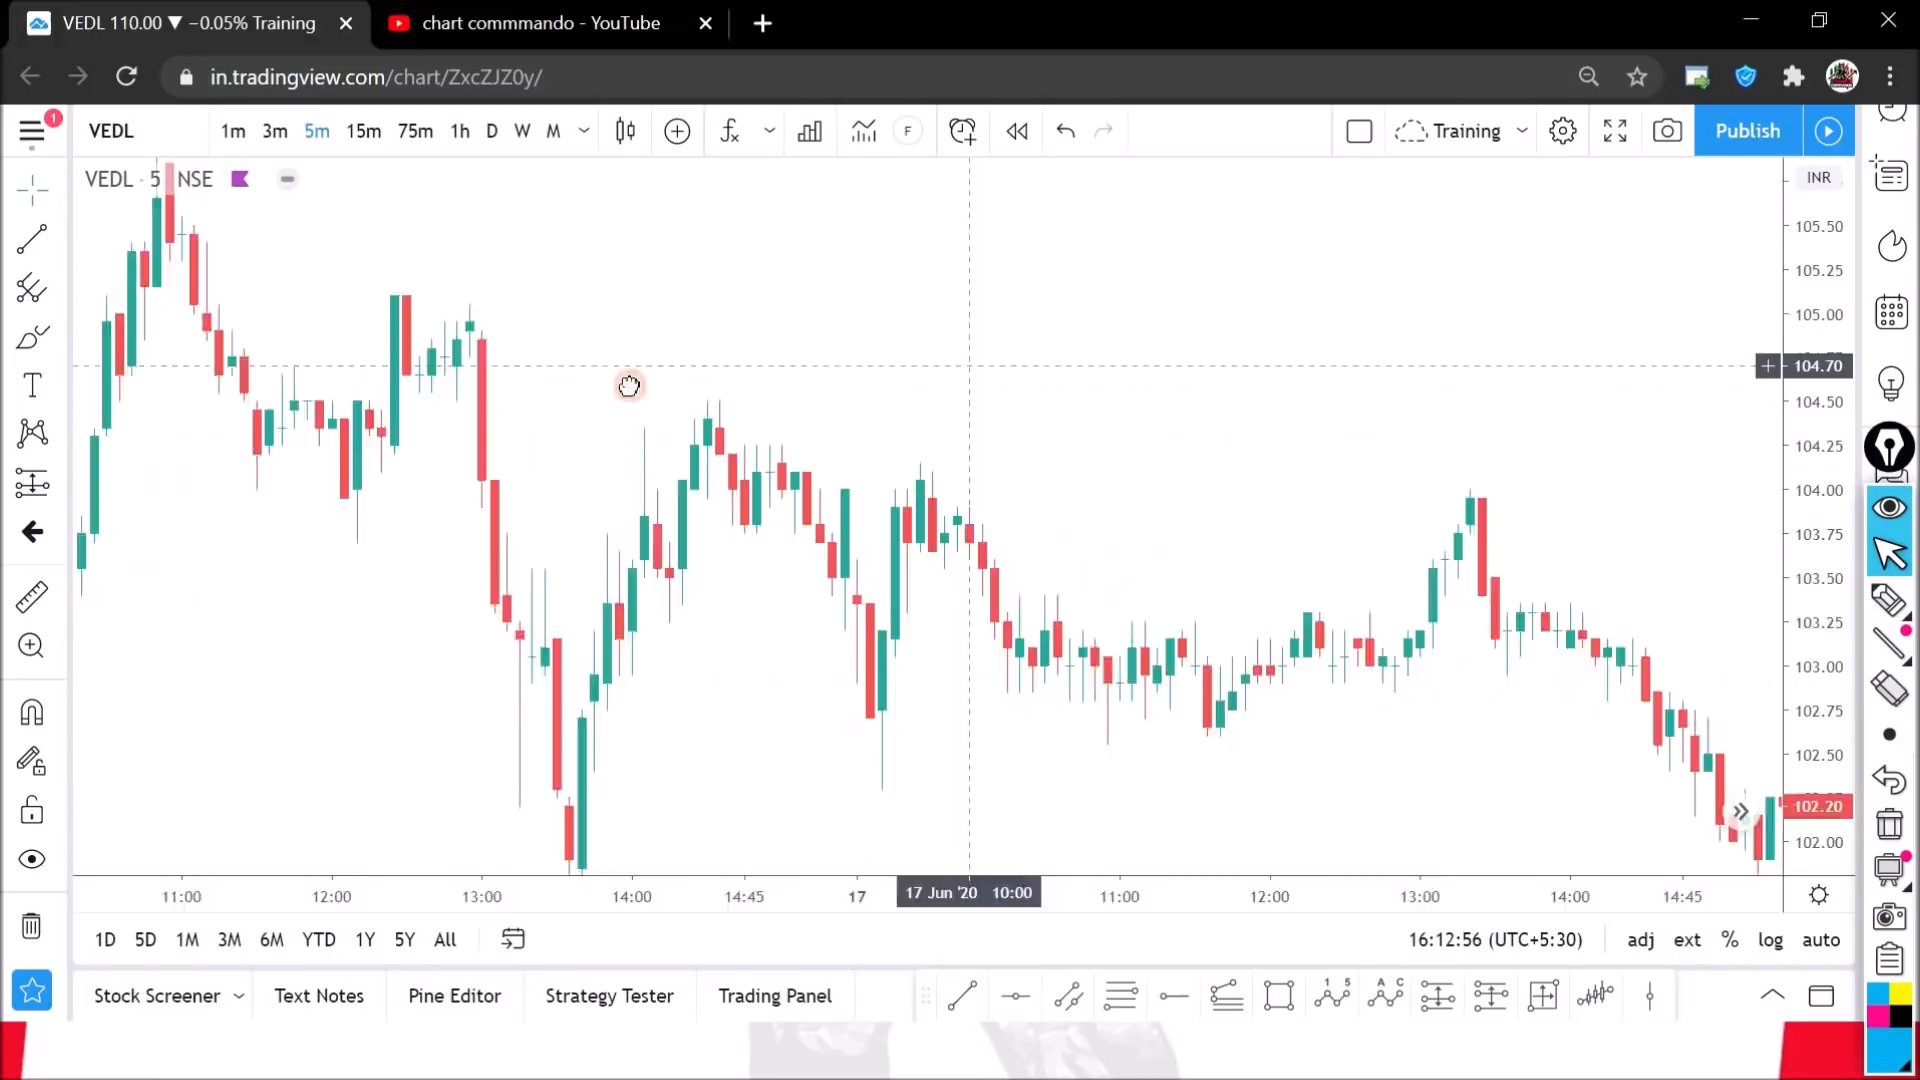 VEDL 110.00 ▼ −0.05% Training
chart commmando - YouTube
in.tradingview.com/chart/ZxcZJZ0y/
1
VEDL
1m 3m 5m 15m 75m 1h D W M
F
Training
Publish
VEDL · 5 NSE
INR
105.50
105.25
105.00
104.70
104.50
104.25
104.00
103.75
103.50
103.25
103.00
102.75
102.50
102.20
102.00
11:00 12:00 13:00 14:00 14:45 17 17 Jun '20 10:00 11:00 12:00 13:00 14:00 14:45
1D 5D 1M 3M 6M YTD 1Y 5Y All
16:12:56 (UTC+5:30) adj ext % log auto
Stock Screener Text Notes Pine Editor Strategy Tester Trading Panel
1 5
A C